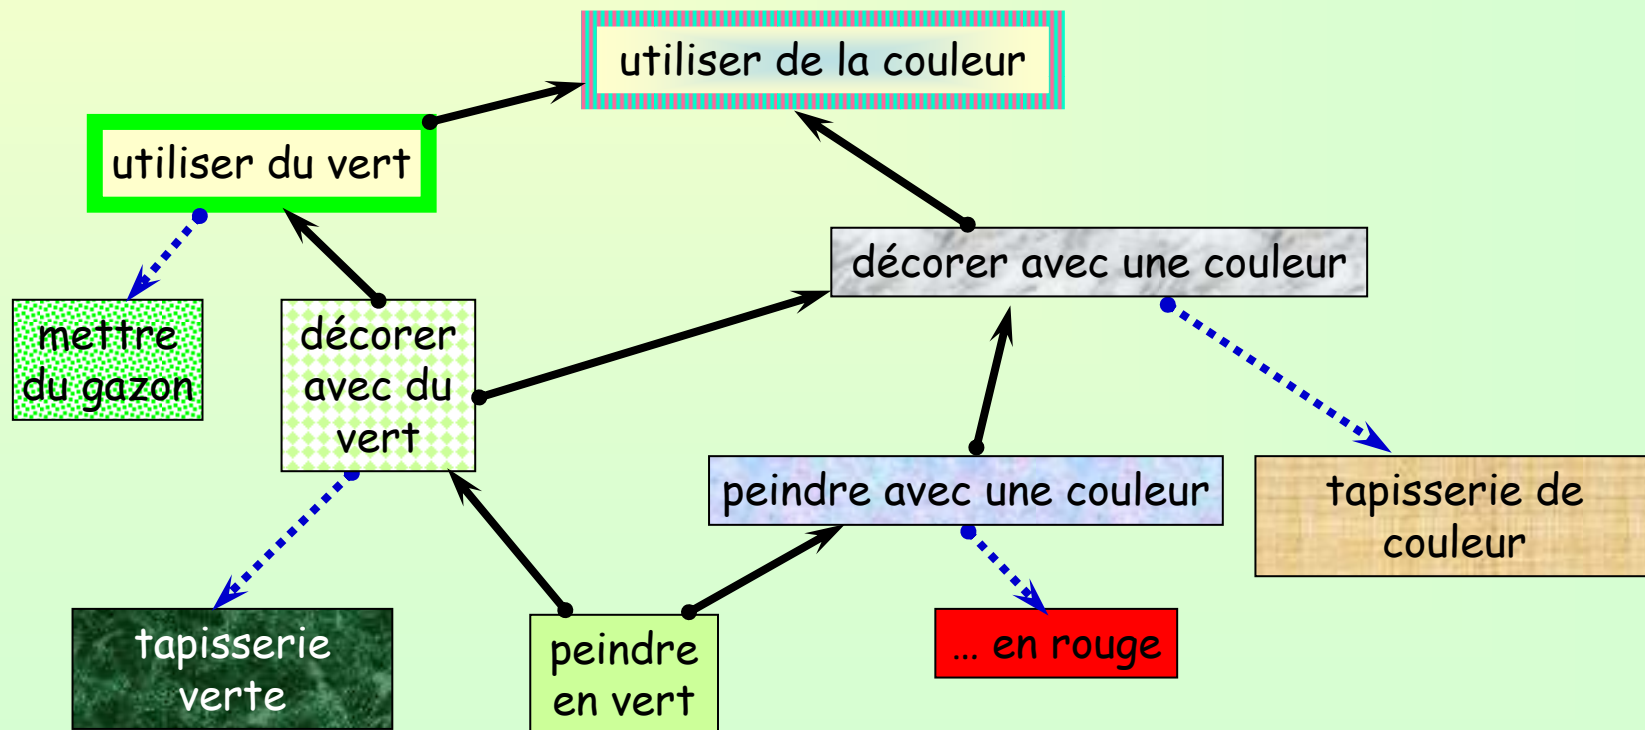 utiliser de la couleur
utiliser du vert
décorer avec une couleur
mettre
du gazon
décorer
avec du
vert
peindre avec une couleur
tapisserie de
couleur
tapisserie
verte
peindre
en vert
... en rouge